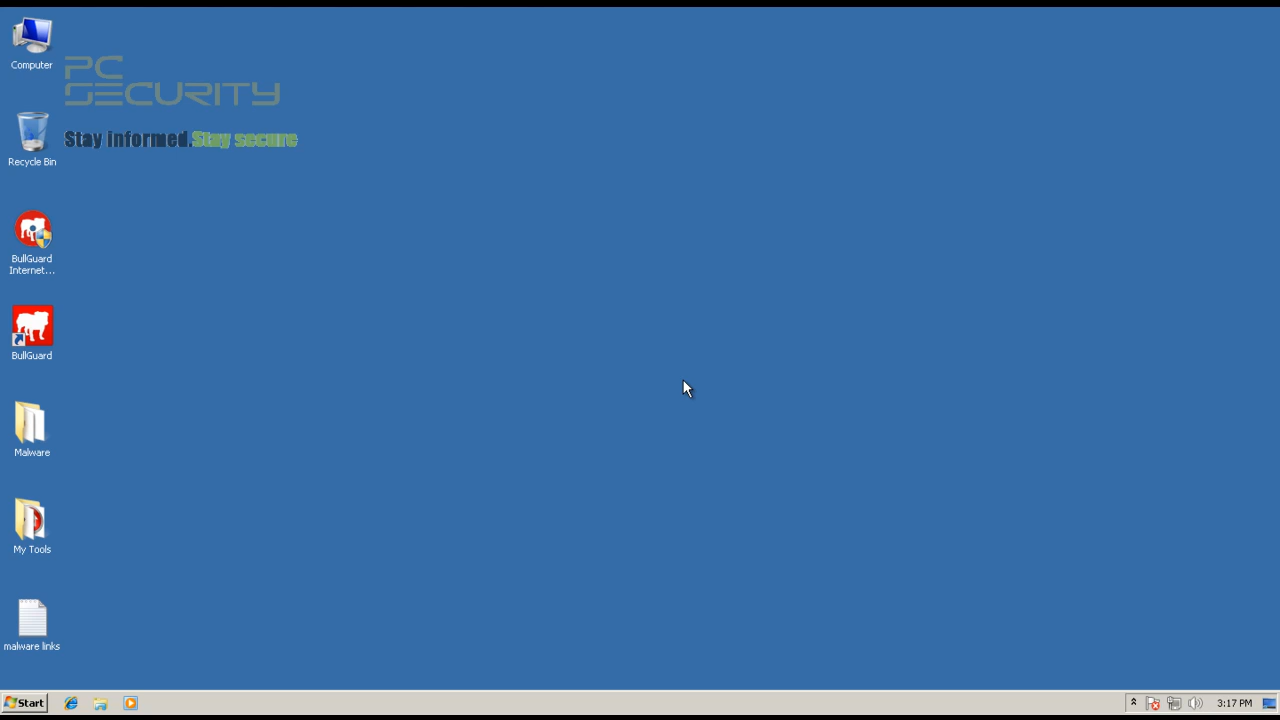 Computer
PC
SECURITY
Stay informed.Stay secure
Recycle Bin
BullGuard
Internet...
BullGuard
Malware
My Tools
malware links
Start
3:17 PM